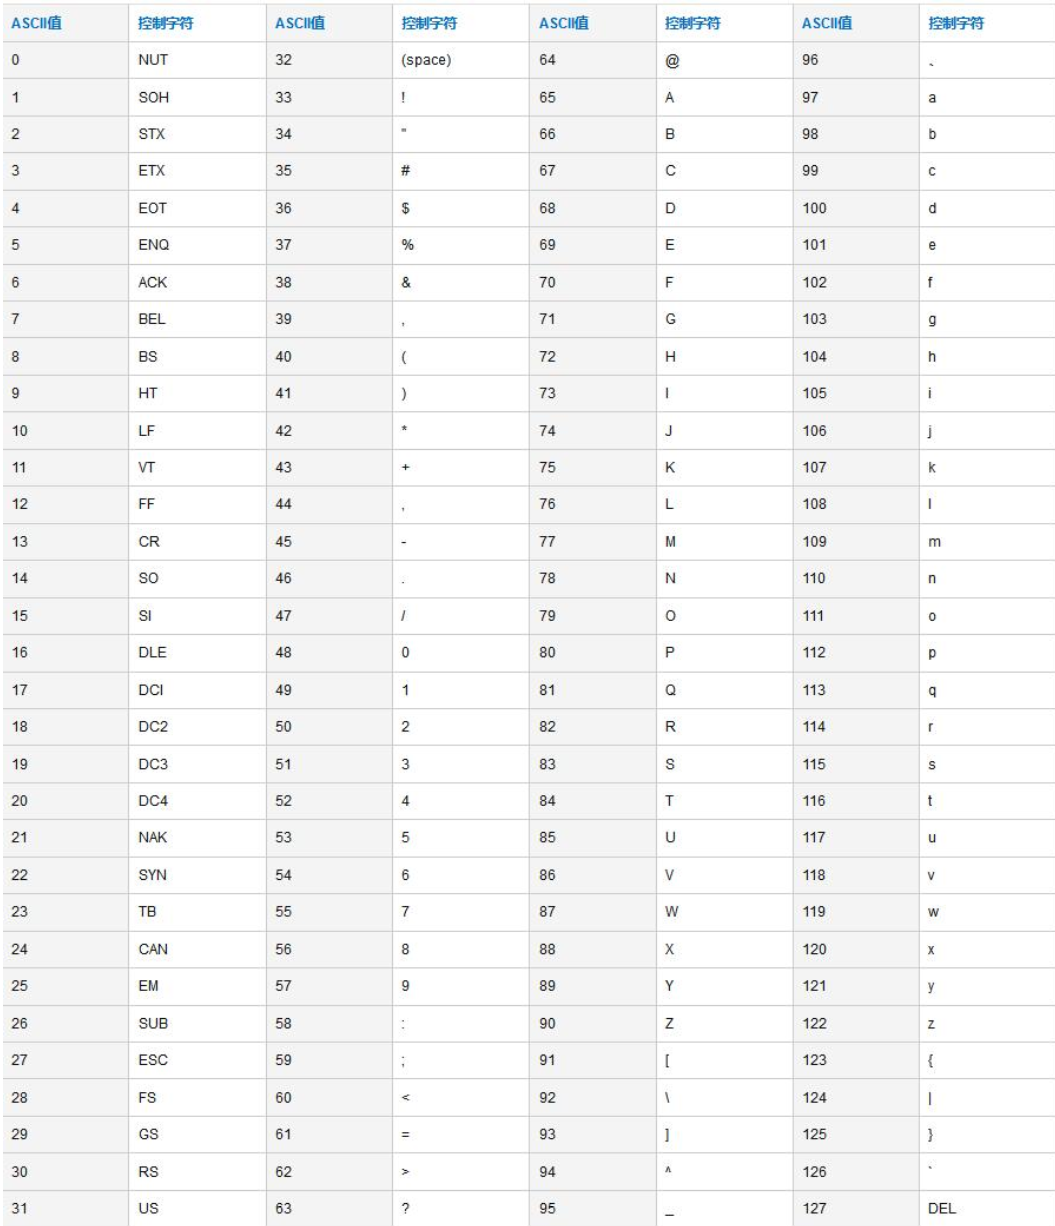 ASCII值 控制字符 ASCII值 控制字符 ASCII值 控制字符 ASCII值 控制字符
0 NUT 32 (space) 64 @ 96 、
1 SOH 33 ! 65 A 97 a
2 STX 34 " 66 B 98 b
3 ETX 35 # 67 C 99 c
4 EOT 36 $ 68 D 100 d
5 ENQ 37 % 69 E 101 e
6 ACK 38 & 70 F 102 f
7 BEL 39 , 71 G 103 g
8 BS 40 ( 72 H 104 h
9 HT 41 ) 73 I 105 i
10 LF 42 * 74 J 106 j
11 VT 43 + 75 K 107 k
12 FF 44 , 76 L 108 l
13 CR 45 - 77 M 109 m
14 SO 46 . 78 N 110 n
15 SI 47 / 79 O 111 o
16 DLE 48 0 80 P 112 p
17 DCI 49 1 81 Q 113 q
18 DC2 50 2 82 R 114 r
19 DC3 51 3 83 S 115 s
20 DC4 52 4 84 T 116 t
21 NAK 53 5 85 U 117 u
22 SYN 54 6 86 V 118 v
23 TB 55 7 87 W 119 w
24 CAN 56 8 88 X 120 x
25 EM 57 9 89 Y 121 y
26 SUB 58 : 90 Z 122 z
27 ESC 59 ; 91 [ 123 {
28 FS 60 < 92 \ 124 |
29 GS 61 = 93 ] 125 }
30 RS 62 > 94 ^ 126 `
31 US 63 ? 95 _ 127 DEL